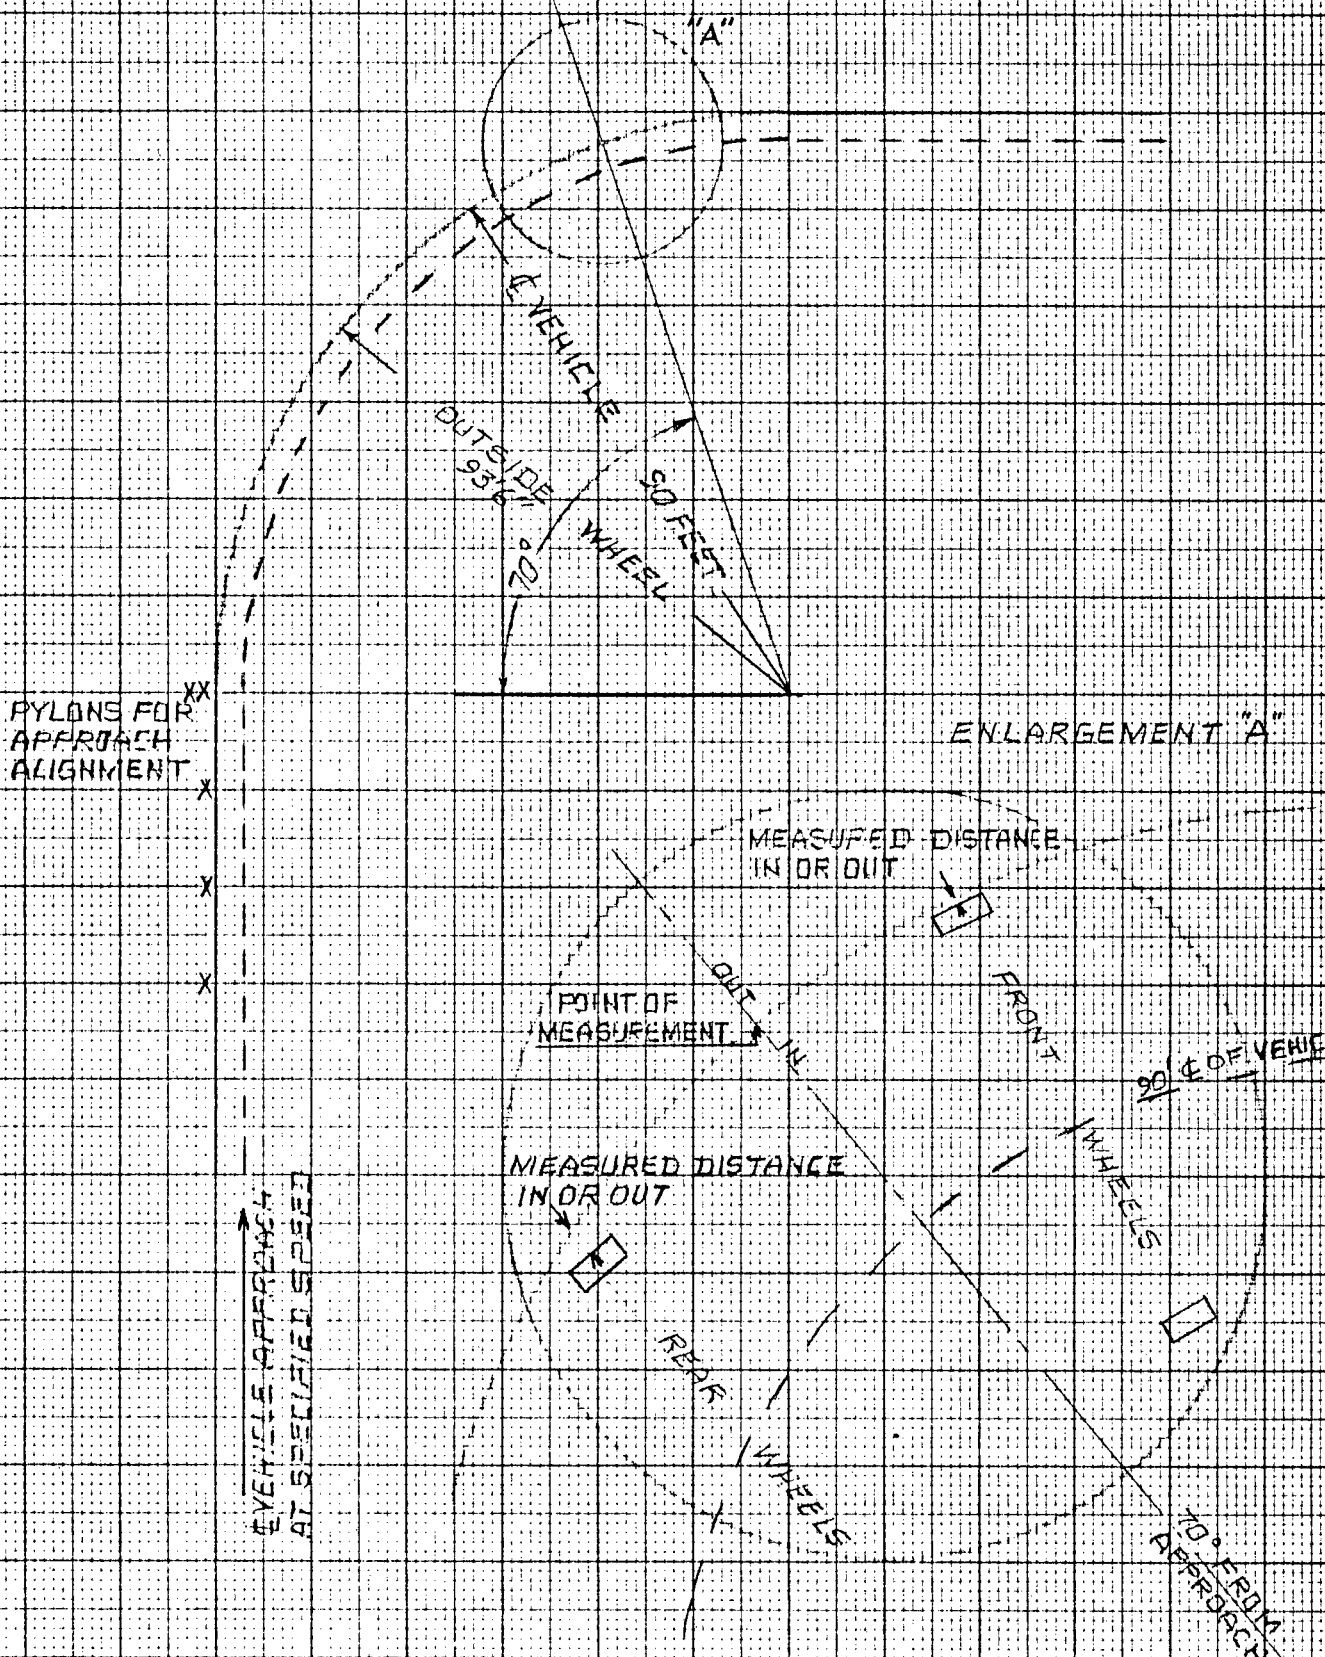 "A"
℄ VEHICLE
OUTSIDE
93'6"
WHEEL
90 FEET
70°
XX
PYLONS FOR
APPROACH
ALIGNMENT
X
X
X
ENLARGEMENT "A"
MEASURED DISTANCE
IN OR OUT
OUT
IN
POINT OF
MEASUREMENT
FRONT
WHEELS
90' ℄ OF VEHIC
MEASURED DISTANCE
IN OR OUT
REAR
WHEELS
℄ VEHICLE APPROACH
AT SPECIFIED SPEED
70° FROM
APPROACH